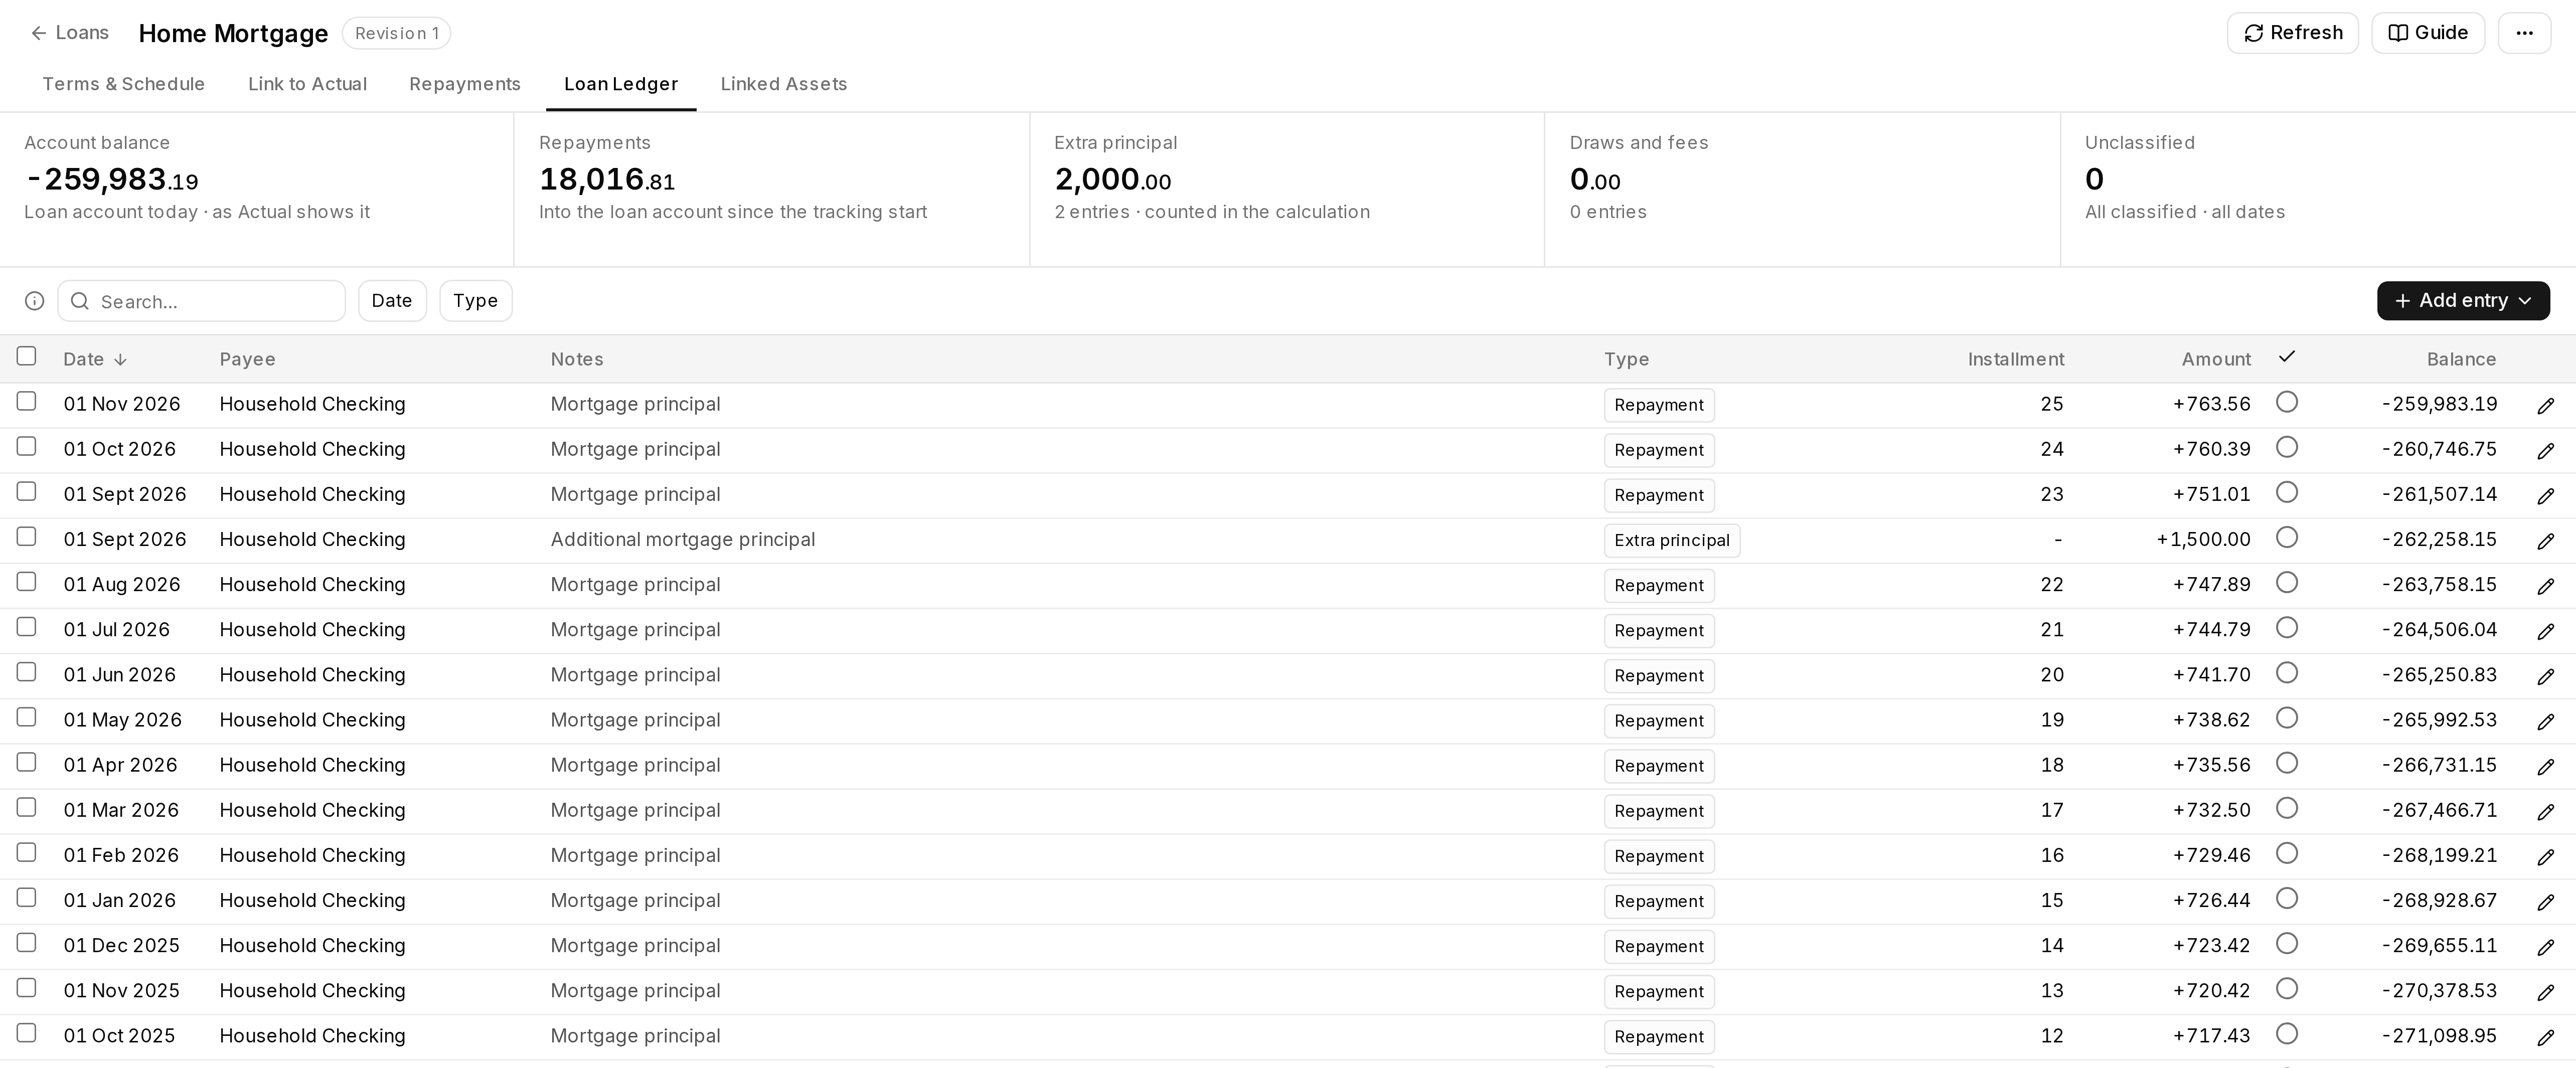 Loans Home Mortgage Revision 1 Refresh Guide
Terms & Schedule Link to Actual Repayments Loan Ledger Linked Assets
Account balance Repayments Extra principal Draws and fees Unclassified
-259,983.19 18,016.81 2,000.00 0.00 0
Loan account today · as Actual shows it Into the loan account since the tracking start 2 entries · counted in the calculation 0 entries All classified · all dates
Search... Date Type Add entry
Date Payee Notes Type Installment Amount Balance
01 Nov 2026 Household Checking Mortgage principal Repayment 25 +763.56 -259,983.19
01 Oct 2026 Household Checking Mortgage principal Repayment 24 +760.39 -260,746.75
01 Sept 2026 Household Checking Mortgage principal Repayment 23 +751.01 -261,507.14
01 Sept 2026 Household Checking Additional mortgage principal Extra principal - +1,500.00 -262,258.15
01 Aug 2026 Household Checking Mortgage principal Repayment 22 +747.89 -263,758.15
01 Jul 2026 Household Checking Mortgage principal Repayment 21 +744.79 -264,506.04
01 Jun 2026 Household Checking Mortgage principal Repayment 20 +741.70 -265,250.83
01 May 2026 Household Checking Mortgage principal Repayment 19 +738.62 -265,992.53
01 Apr 2026 Household Checking Mortgage principal Repayment 18 +735.56 -266,731.15
01 Mar 2026 Household Checking Mortgage principal Repayment 17 +732.50 -267,466.71
01 Feb 2026 Household Checking Mortgage principal Repayment 16 +729.46 -268,199.21
01 Jan 2026 Household Checking Mortgage principal Repayment 15 +726.44 -268,928.67
01 Dec 2025 Household Checking Mortgage principal Repayment 14 +723.42 -269,655.11
01 Nov 2025 Household Checking Mortgage principal Repayment 13 +720.42 -270,378.53
01 Oct 2025 Household Checking Mortgage principal Repayment 12 +717.43 -271,098.95